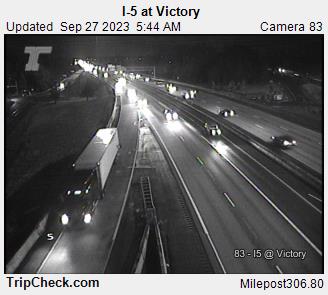 I-5 at Victory
Updated Sep 27 2023 5:44 AM Camera 83
T
S
83 - I5 @ Victory
TripCheck.com Milepost306.80